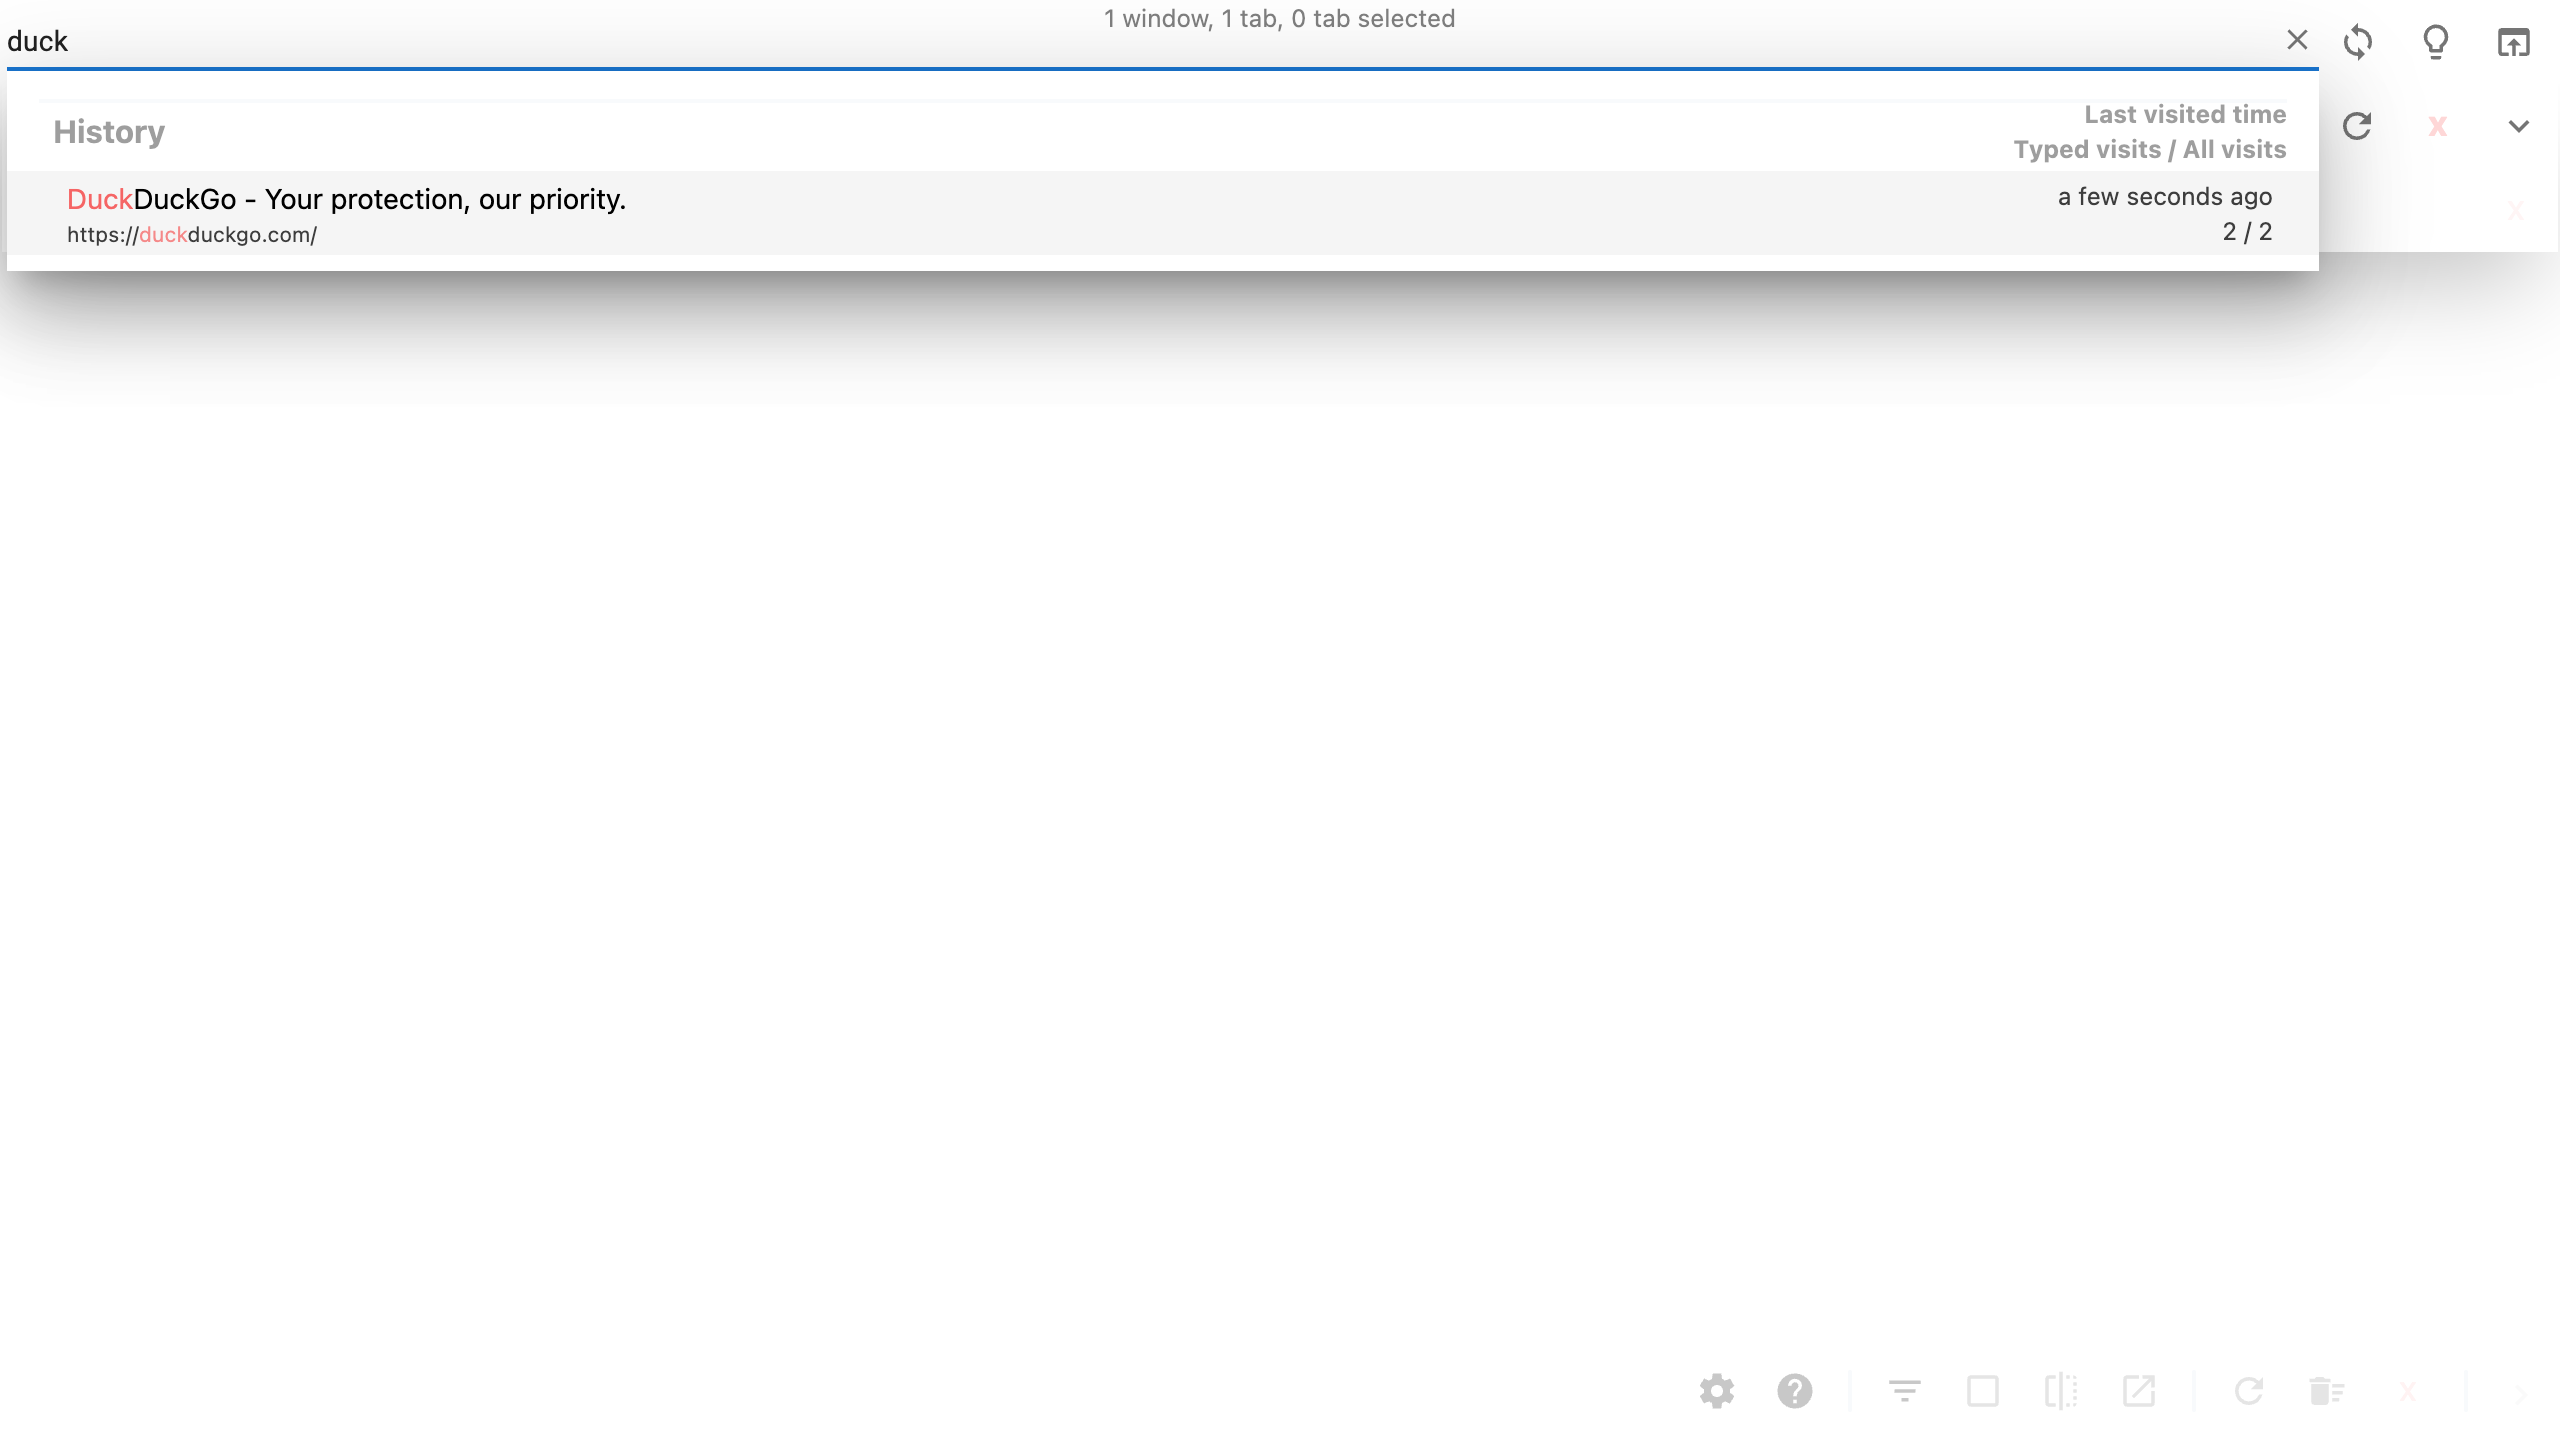 1 window, 1 tab, 0 tab selected
duck
History
Last visited time
Typed visits / All visits
DuckDuckGo - Your protection, our priority.
a few seconds ago
https://duckduckgo.com/
2 / 2